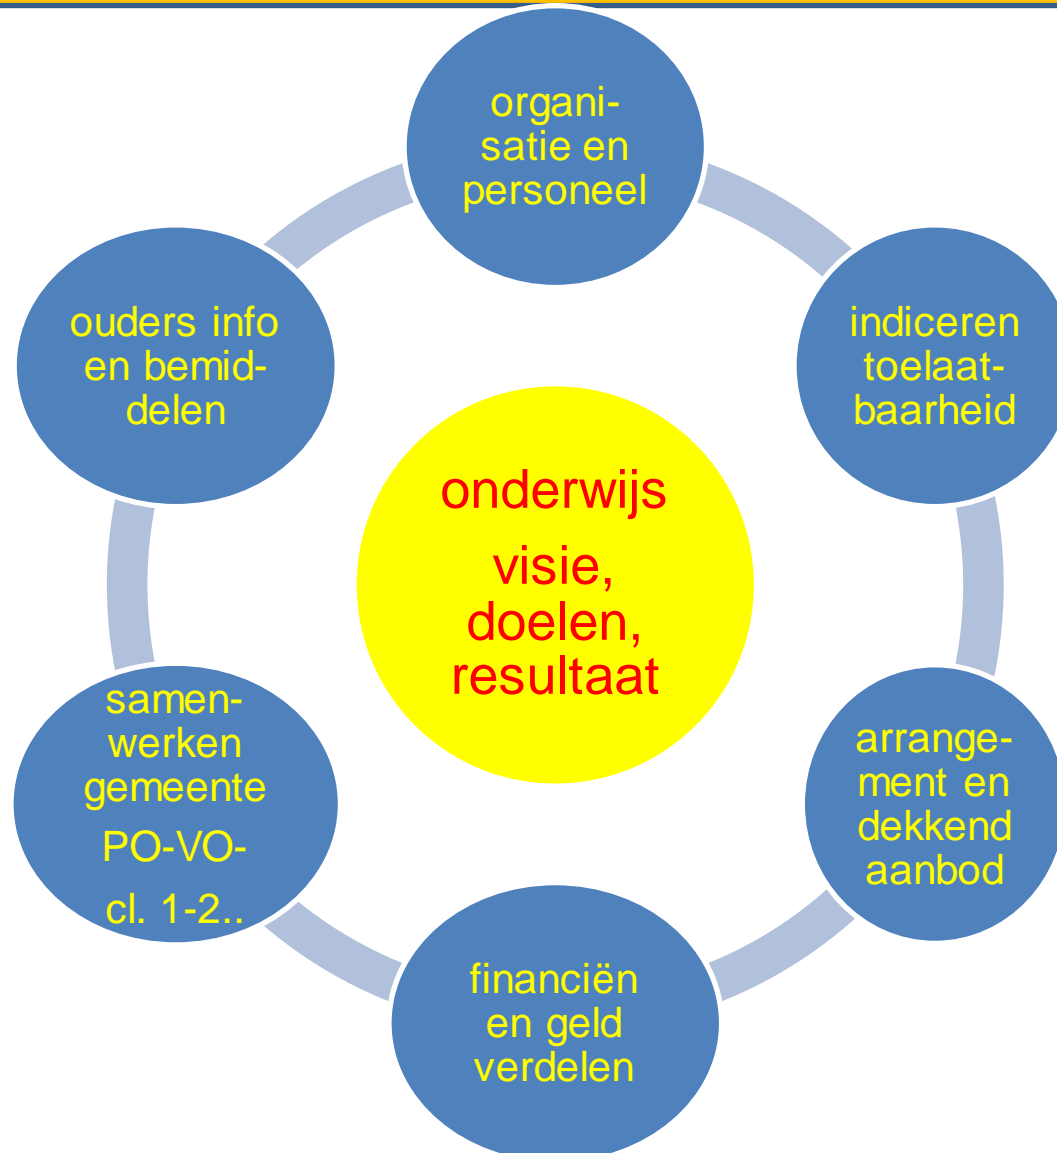 organi-
satie en
personeel
ouders info
en bemid-
delen
indiceren
toelaat-
baarheid
onderwijs
visie,
doelen,
resultaat
samen-
werken
gemeente
PO-VO-
cl. 1-2..
arrange-
ment en
dekkend
aanbod
financiën
en geld
verdelen